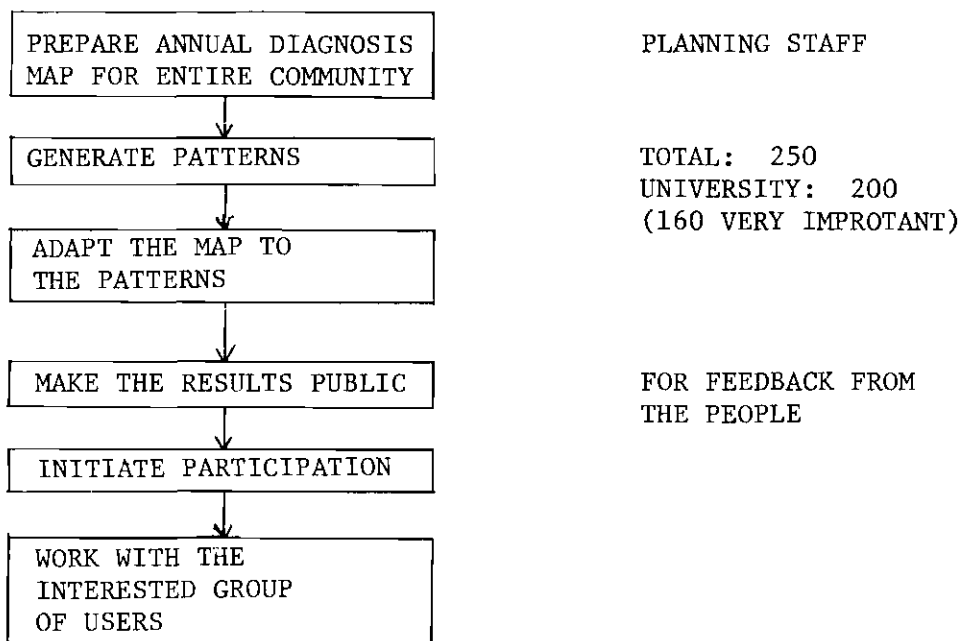 PREPARE ANNUAL DIAGNOSIS
MAP FOR ENTIRE COMMUNITY
PLANNING STAFF
GENERATE PATTERNS
TOTAL: 250
UNIVERSITY: 200
(160 VERY IMPROTANT)
ADAPT THE MAP TO
THE PATTERNS
MAKE THE RESULTS PUBLIC
FOR FEEDBACK FROM
THE PEOPLE
INITIATE PARTICIPATION
WORK WITH THE
INTERESTED GROUP
OF USERS